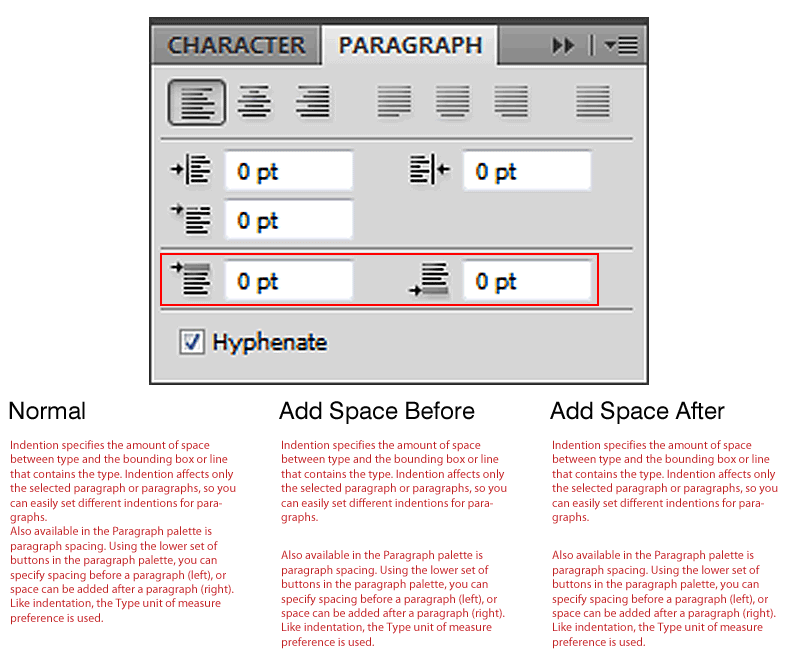 CHARACTER PARAGRAPH
0 pt 0 pt
0 pt
0 pt 0 pt
Hyphenate
Normal
Indention specifies the amount of space
between type and the bounding box or line
that contains the type. Indention affects only
the selected paragraph or paragraphs, so you
can easily set different indentions for para-
graphs.
Also available in the Paragraph palette is
paragraph spacing. Using the lower set of
buttons in the paragraph palette, you can
specify spacing before a paragraph (left), or
space can be added after a paragraph (right).
Like indentation, the Type unit of measure
preference is used.
Add Space Before
Indention specifies the amount of space
between type and the bounding box or line
that contains the type. Indention affects only
the selected paragraph or paragraphs, so you
can easily set different indentions for para-
graphs.
Also available in the Paragraph palette is
paragraph spacing. Using the lower set of
buttons in the paragraph palette, you can
specify spacing before a paragraph (left), or
space can be added after a paragraph (right).
Like indentation, the Type unit of measure
preference is used.
Add Space After
Indention specifies the amount of space
between type and the bounding box or line
that contains the type. Indention affects only
the selected paragraph or paragraphs, so you
can easily set different indentions for para-
graphs.
Also available in the Paragraph palette is
paragraph spacing. Using the lower set of
buttons in the paragraph palette, you can
specify spacing before a paragraph (left), or
space can be added after a paragraph (right).
Like indentation, the Type unit of measure
preference is used.